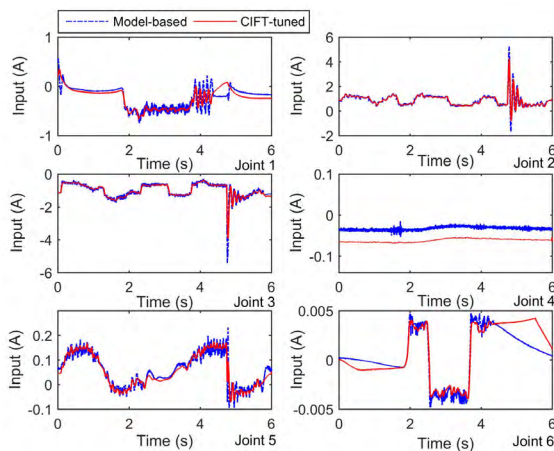 Model-based CIFT-tuned
1 6
4
Input (A) 0 Input (A) 2
0
-1 -2
0 2 4 6 0 2 4 6
Time (s) Joint 1 Time (s) Joint 2
0 0.1
Input (A) -2 Input (A) 0
-4
-6 -0.1
0 2 4 6 0 2 4 6
Time (s) Joint 3 Time (s) Joint 4
0.005
0.2
Input (A) 0.1 Input (A) 0
0
-0.1 -0.005
0 2 4 6 0 2 4 6
Time (s) Joint 5 Time (s) Joint 6